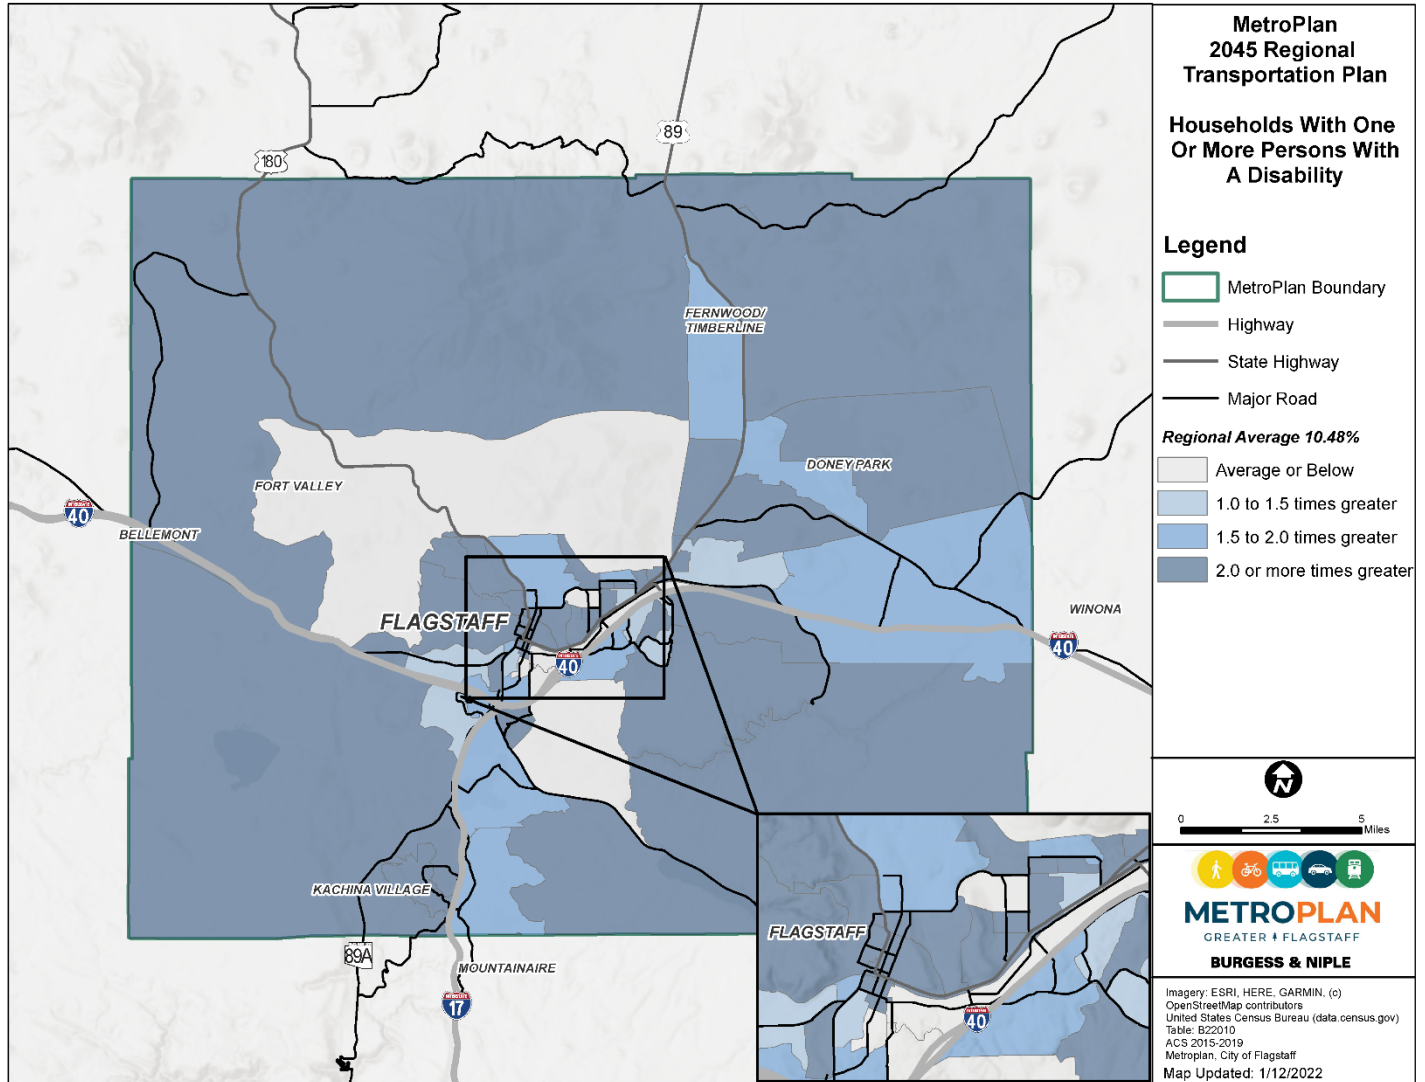 MetroPlan
2045 Regional
Transportation Plan
Households With One
Or More Persons With
A Disability
Legend
MetroPlan Boundary
Highway
State Highway
Major Road
Regional Average 10.48%
Average or Below
1.0 to 1.5 times greater
1.5 to 2.0 times greater
2.0 or more times greater
N
0 2.5 5
Miles
METROPLAN
GREATER FLAGSTAFF
BURGESS & NIPLE
Imagery: ESRI, HERE, GARMIN, (c)
OpenStreetMap contributors
United States Census Bureau (data.census.gov)
Table: B22010
ACS 2015-2019
Metroplan, City of Flagstaff
Map Updated: 1/12/2022
89
180
FERNWOOD/
TIMBERLINE
DONEY PARK
FORT VALLEY
40
BELLEMONT
FLAGSTAFF
WINONA
INTERSTATE
40
INTERSTATE
40
KACHINA VILLAGE
89A
MOUNTAINAIRE
INTERSTATE
17
FLAGSTAFF
40